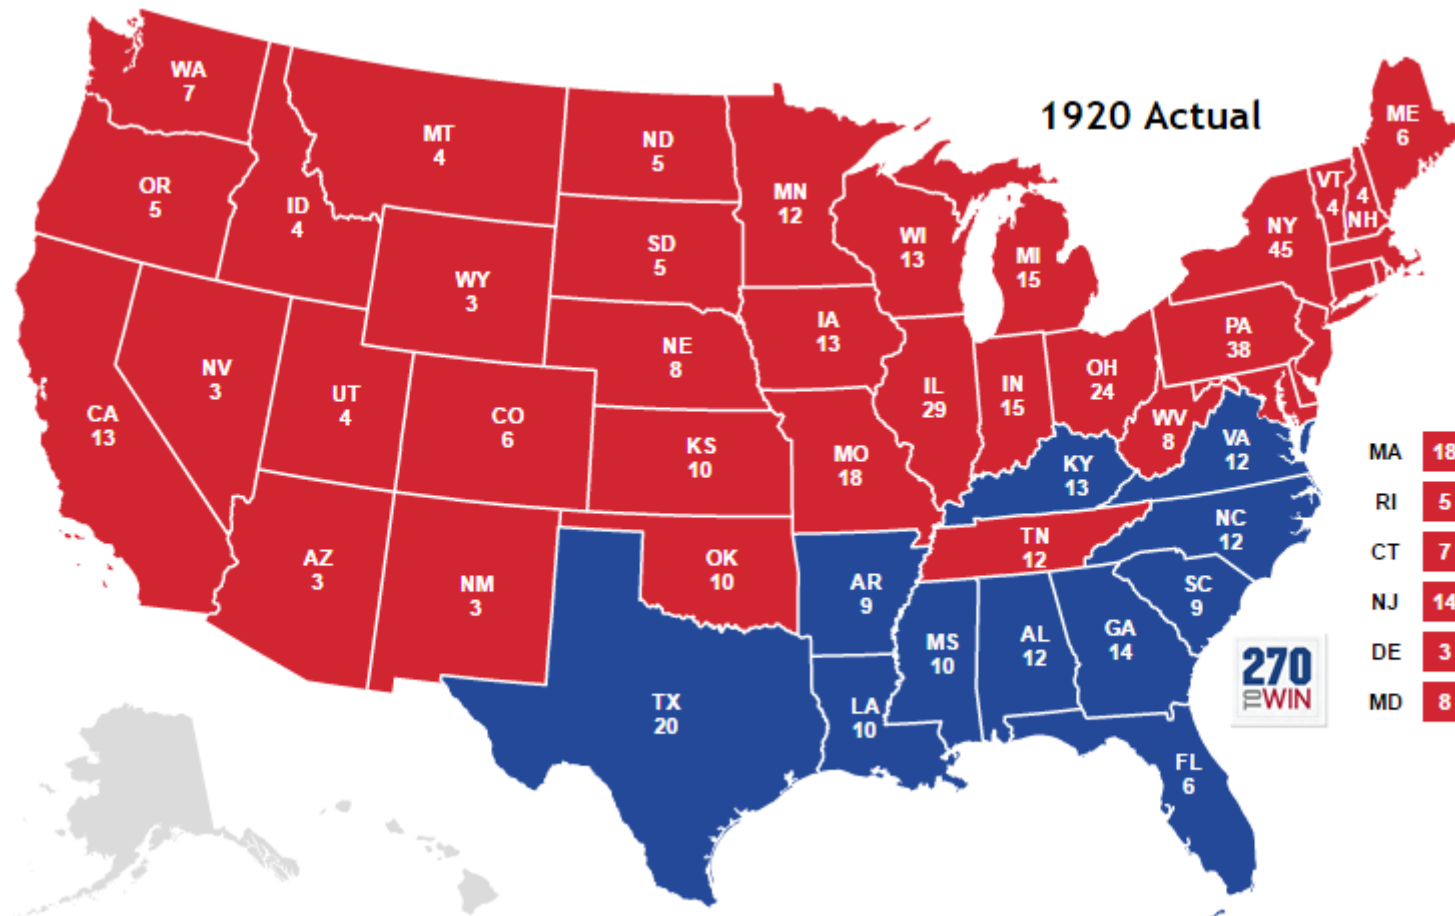 1920 Actual
WA
7
OR
5
CA
13
ID
4
NV
3
MT
4
WY
3
UT
4
CO
6
AZ
3
NM
3
ND
5
SD
5
NE
8
KS
10
OK
10
TX
20
MN
12
IA
13
MO
18
AR
9
LA
10
WI
13
IL
29
MI
15
IN
15
OH
24
KY
13
TN
12
MS
10
AL
12
GA
14
FL
6
SC
9
NC
12
VA
12
WV
8
PA
38
NY
45
VT
4
4
NH
ME
6
MA 18
RI 5
CT 7
NJ 14
DE 3
MD 8
270
TO WIN